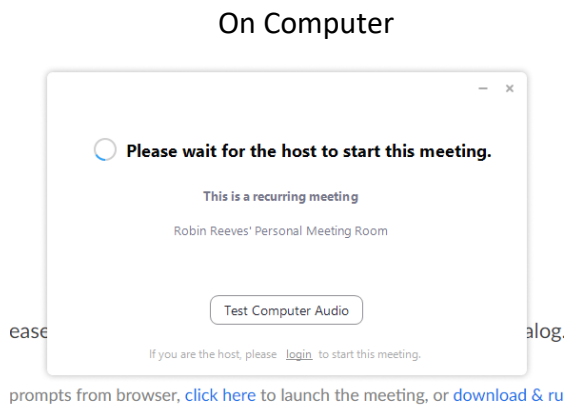 On Computer
Please wait for the host to start this meeting.
This is a recurring meeting
Robin Reeves' Personal Meeting Room
Test Computer Audio
ease alog.
If you are the host, please login to start this meeting.
prompts from browser, click here to launch the meeting, or download & ru